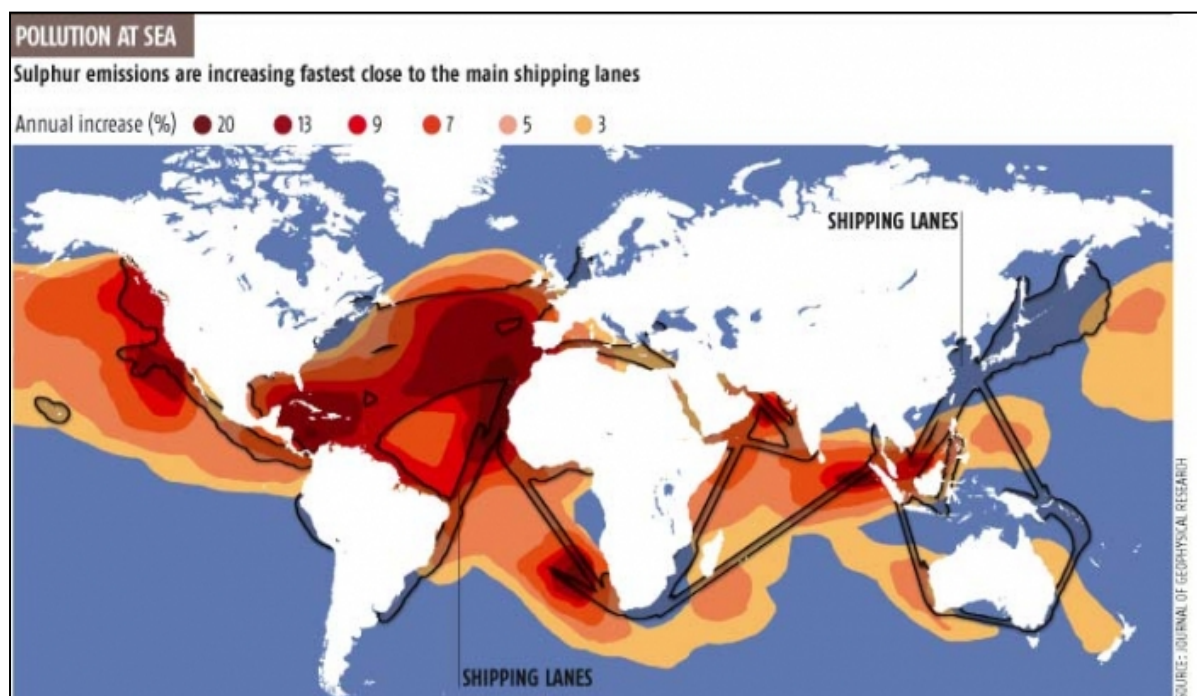 POLLUTION AT SEA
Sulphur emissions are increasing fastest close to the main shipping lanes
Annual increase (%) 20 13 9 7 5 3
SHIPPING LANES
SHIPPING LANES
SOURCE: JOURNAL OF GEOPHYSICAL RESEARCH